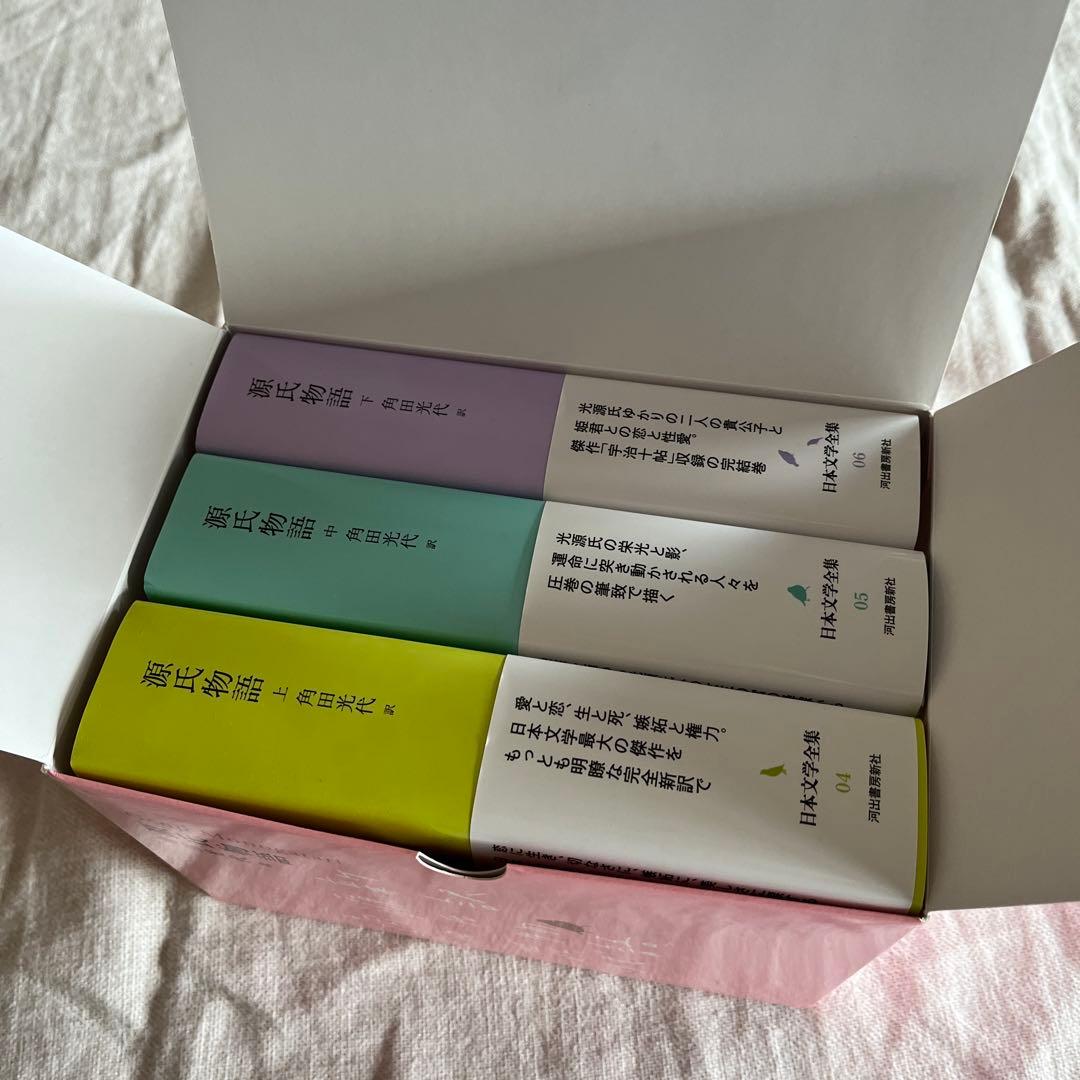 源氏物語 下 角田光代 訳
光源氏ゆかりの二人の貴公子と
姫君との恋と性愛。
傑作「宇治十帖」収録の完結巻
日本文学全集
06
河出書房新社
源氏物語 中 角田光代 訳
光源氏の栄光と影、
運命に突き動かされる人々を
圧巻の筆致で描く
日本文学全集
05
河出書房新社
源氏物語 上 角田光代 訳
愛と恋、生と死、嫉妬と権力。
日本文学最大の傑作を
もっとも明瞭な完全新訳で
日本文学全集
04
河出書房新社